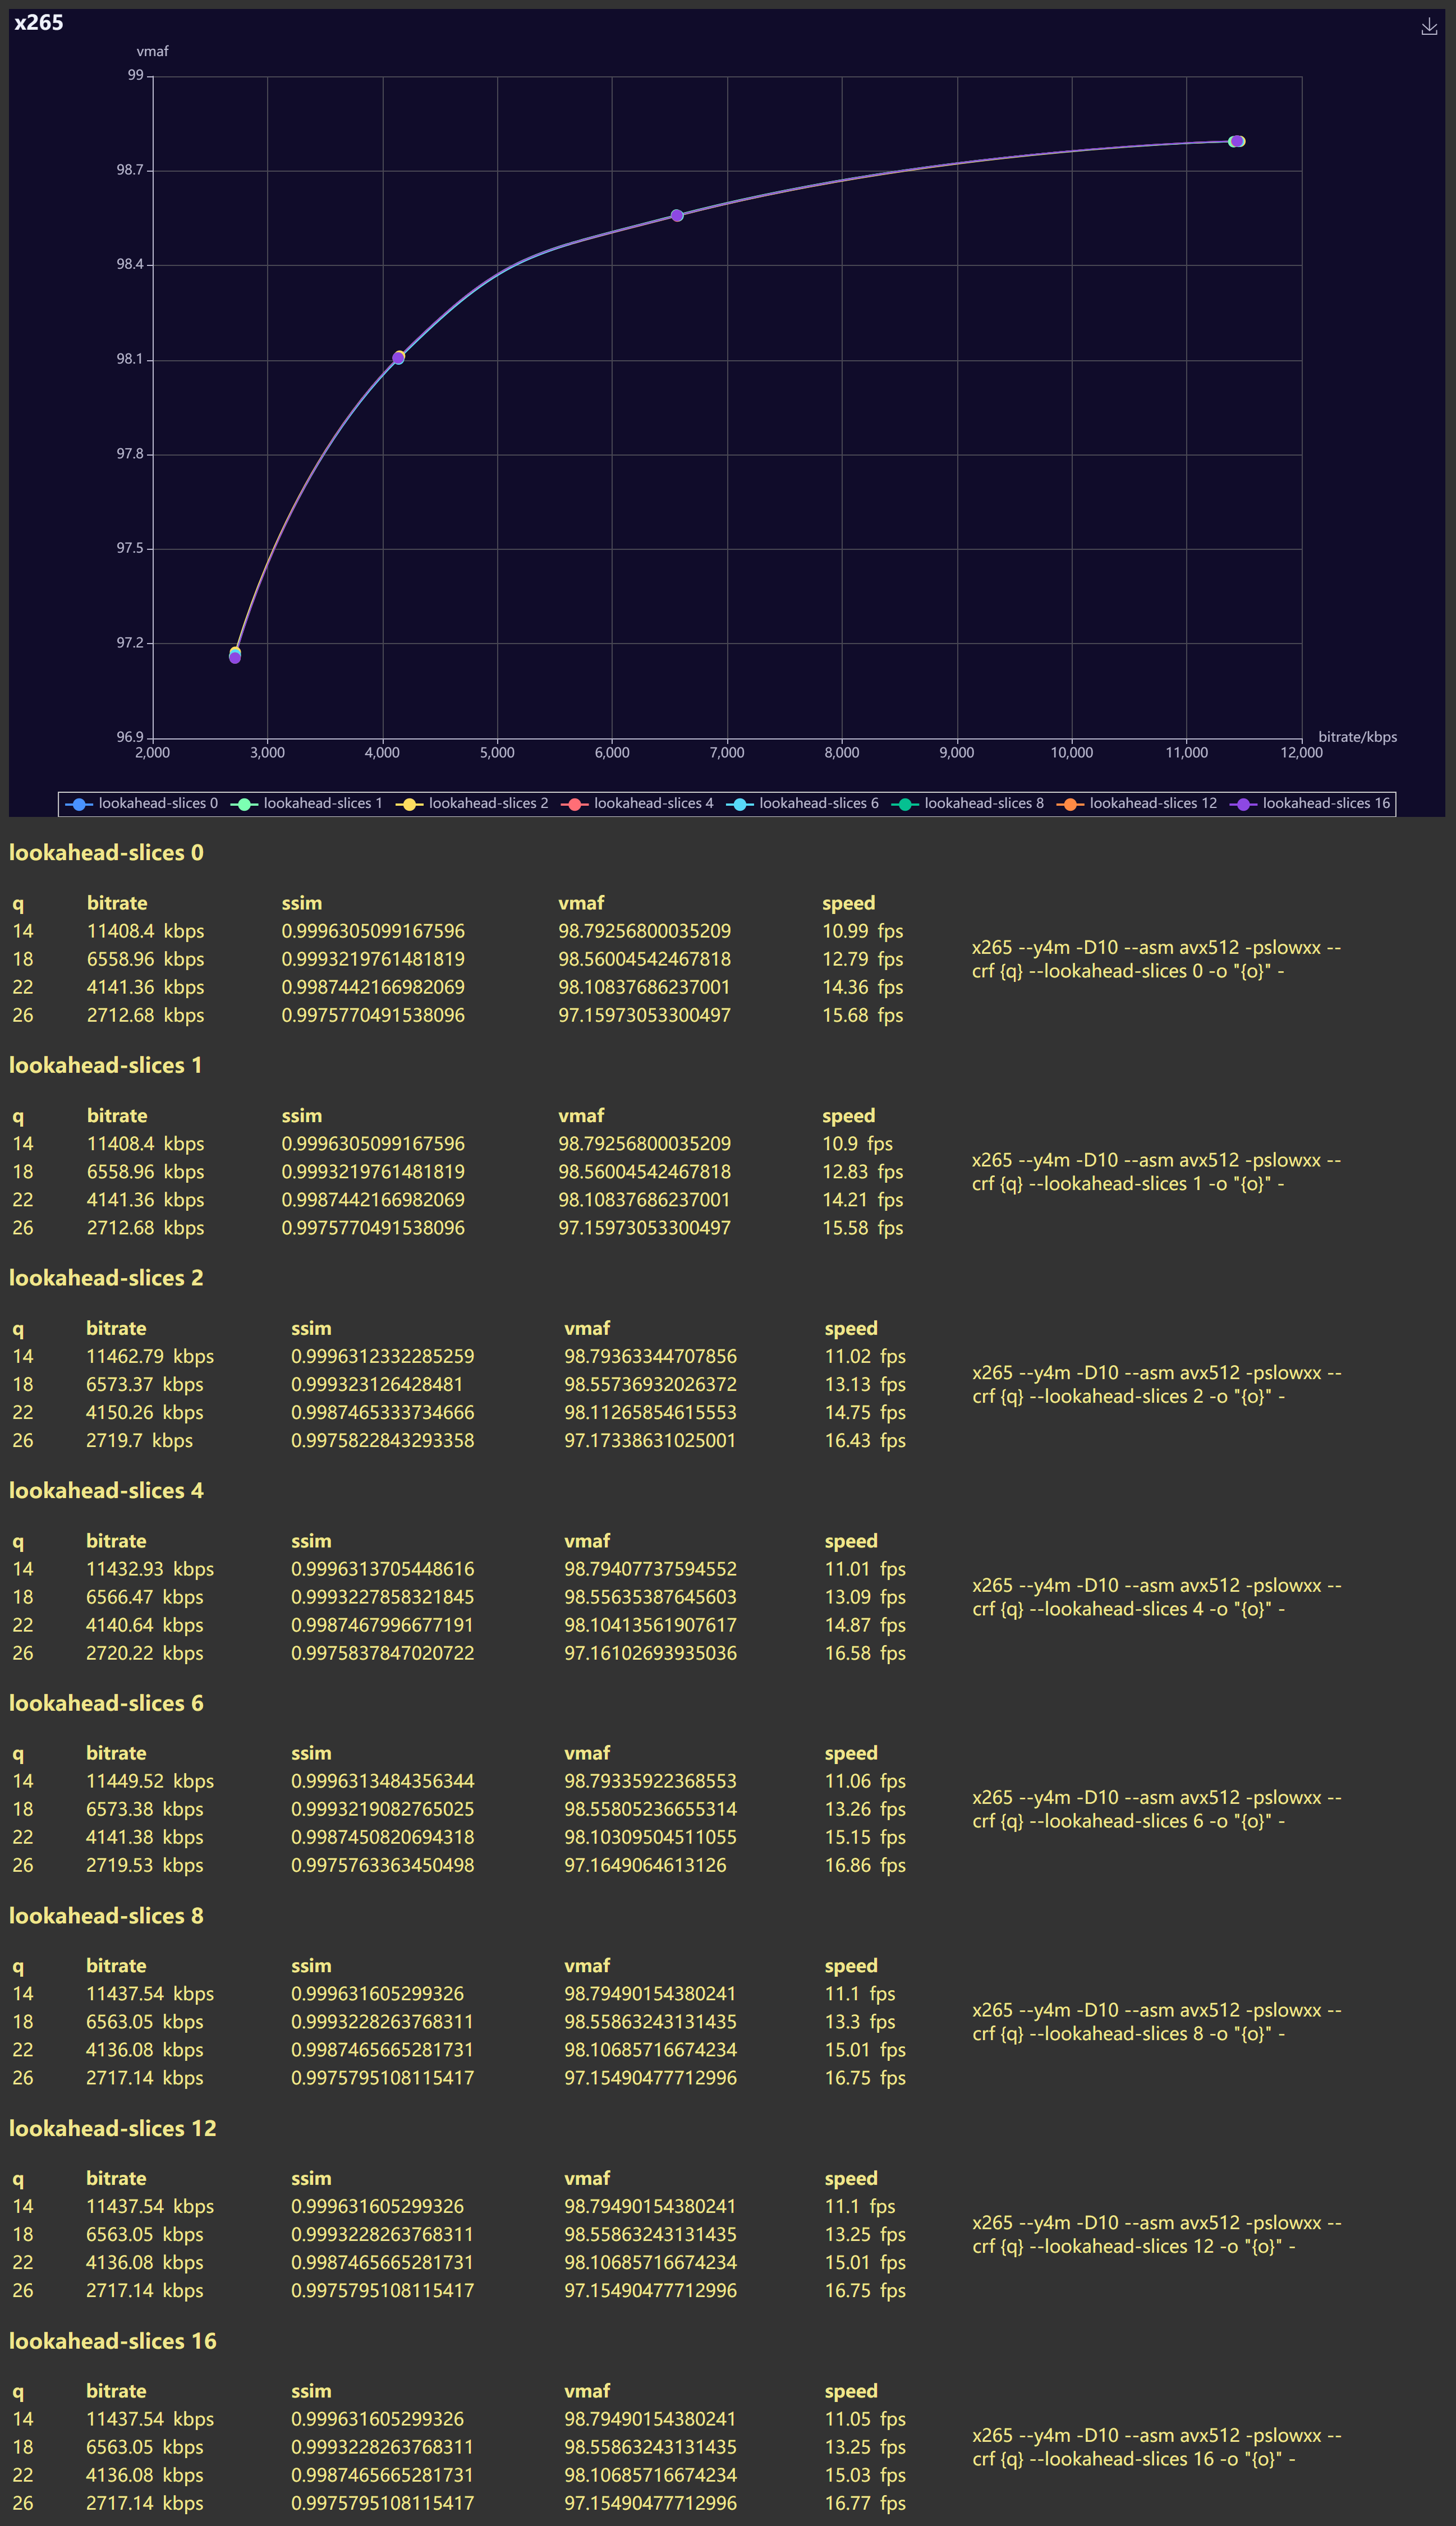 x265
vmaf
99
98.7
98.4
98.1
97.8
97.5
97.2
96.9
2,000 3,000 4,000 5,000 6,000 7,000 8,000 9,000 10,000 11,000 12,000
bitrate/kbps
lookahead-slices 0 lookahead-slices 1 lookahead-slices 2 lookahead-slices 4 lookahead-slices 6 lookahead-slices 8 lookahead-slices 12 lookahead-slices 16
lookahead-slices 0
q bitrate ssim vmaf speed
14 11408.4 kbps 0.9996305099167596 98.79256800035209 10.99 fps
18 6558.96 kbps 0.9993219761481819 98.56004542467818 12.79 fps
22 4141.36 kbps 0.9987442166982069 98.10837686237001 14.36 fps
26 2712.68 kbps 0.9975770491538096 97.15973053300497 15.68 fps
x265 --y4m -D10 --asm avx512 -pslowxx --
crf {q} --lookahead-slices 0 -o "{o}" -
lookahead-slices 1
q bitrate ssim vmaf speed
14 11408.4 kbps 0.9996305099167596 98.79256800035209 10.9 fps
18 6558.96 kbps 0.9993219761481819 98.56004542467818 12.83 fps
22 4141.36 kbps 0.9987442166982069 98.10837686237001 14.21 fps
26 2712.68 kbps 0.9975770491538096 97.15973053300497 15.58 fps
x265 --y4m -D10 --asm avx512 -pslowxx --
crf {q} --lookahead-slices 1 -o "{o}" -
lookahead-slices 2
q bitrate ssim vmaf speed
14 11462.79 kbps 0.9996312332285259 98.79363344707856 11.02 fps
18 6573.37 kbps 0.999323126428481 98.55736932026372 13.13 fps
22 4150.26 kbps 0.9987465333734666 98.11265854615553 14.75 fps
26 2719.7 kbps 0.9975822843293358 97.17338631025001 16.43 fps
x265 --y4m -D10 --asm avx512 -pslowxx --
crf {q} --lookahead-slices 2 -o "{o}" -
lookahead-slices 4
q bitrate ssim vmaf speed
14 11432.93 kbps 0.9996313705448616 98.79407737594552 11.01 fps
18 6566.47 kbps 0.9993227858321845 98.55635387645603 13.09 fps
22 4140.64 kbps 0.9987467996677191 98.10413561907617 14.87 fps
26 2720.22 kbps 0.9975837847020722 97.16102693935036 16.58 fps
x265 --y4m -D10 --asm avx512 -pslowxx --
crf {q} --lookahead-slices 4 -o "{o}" -
lookahead-slices 6
q bitrate ssim vmaf speed
14 11449.52 kbps 0.9996313484356344 98.79335922368553 11.06 fps
18 6573.38 kbps 0.9993219082765025 98.55805236655314 13.26 fps
22 4141.38 kbps 0.9987450820694318 98.10309504511055 15.15 fps
26 2719.53 kbps 0.9975763363450498 97.1649064613126 16.86 fps
x265 --y4m -D10 --asm avx512 -pslowxx --
crf {q} --lookahead-slices 6 -o "{o}" -
lookahead-slices 8
q bitrate ssim vmaf speed
14 11437.54 kbps 0.999631605299326 98.79490154380241 11.1 fps
18 6563.05 kbps 0.9993228263768311 98.55863243131435 13.3 fps
22 4136.08 kbps 0.9987465665281731 98.10685716674234 15.01 fps
26 2717.14 kbps 0.9975795108115417 97.15490477712996 16.75 fps
x265 --y4m -D10 --asm avx512 -pslowxx --
crf {q} --lookahead-slices 8 -o "{o}" -
lookahead-slices 12
q bitrate ssim vmaf speed
14 11437.54 kbps 0.999631605299326 98.79490154380241 11.1 fps
18 6563.05 kbps 0.9993228263768311 98.55863243131435 13.25 fps
22 4136.08 kbps 0.9987465665281731 98.10685716674234 15.01 fps
26 2717.14 kbps 0.9975795108115417 97.15490477712996 16.75 fps
x265 --y4m -D10 --asm avx512 -pslowxx --
crf {q} --lookahead-slices 12 -o "{o}" -
lookahead-slices 16
q bitrate ssim vmaf speed
14 11437.54 kbps 0.999631605299326 98.79490154380241 11.05 fps
18 6563.05 kbps 0.9993228263768311 98.55863243131435 13.25 fps
22 4136.08 kbps 0.9987465665281731 98.10685716674234 15.03 fps
26 2717.14 kbps 0.9975795108115417 97.15490477712996 16.77 fps
x265 --y4m -D10 --asm avx512 -pslowxx --
crf {q} --lookahead-slices 16 -o "{o}" -